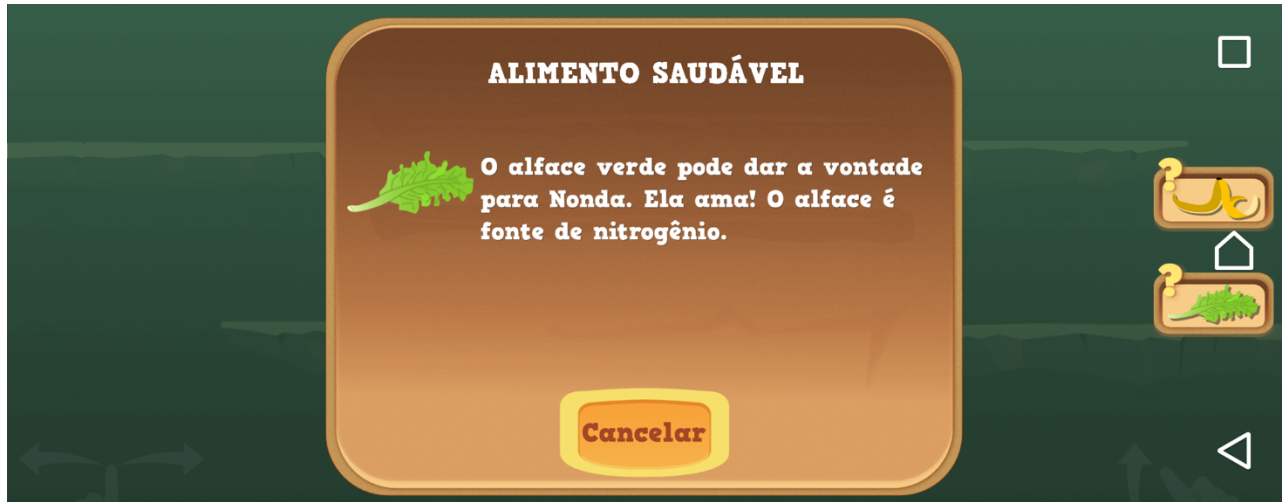 ALIMENTO SAUDÁVEL
O alface verde pode dar a vontade
para Nonda. Ela ama! O alface é
fonte de nitrogênio.
?
?
Cancelar